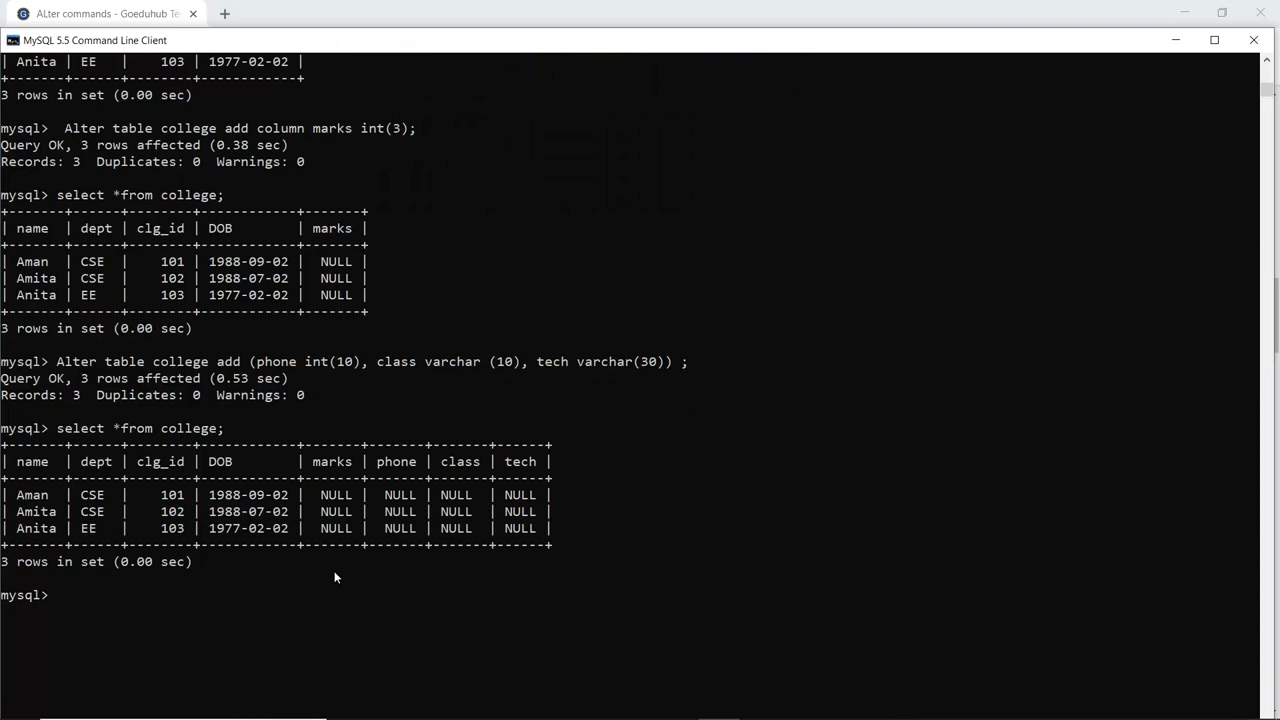 ALter commands - Goeduhub Te
MySQL 5.5 Command Line Client
| Anita | EE   |    103 | 1977-02-02 |
+-------+------+--------+------------+
3 rows in set (0.00 sec)
mysql>  Alter table college add column marks int(3);
Query OK, 3 rows affected (0.38 sec)
Records: 3  Duplicates: 0  Warnings: 0
mysql> select *from college;
+-------+------+--------+------------+-------+
| name  | dept | clg_id | DOB        | marks |
+-------+------+--------+------------+-------+
| Aman  | CSE  |    101 | 1988-09-02 |  NULL |
| Amita | CSE  |    102 | 1988-07-02 |  NULL |
| Anita | EE   |    103 | 1977-02-02 |  NULL |
+-------+------+--------+------------+-------+
3 rows in set (0.00 sec)
mysql> Alter table college add (phone int(10), class varchar (10), tech varchar(30)) ;
Query OK, 3 rows affected (0.53 sec)
Records: 3  Duplicates: 0  Warnings: 0
mysql> select *from college;
+-------+------+--------+------------+-------+-------+-------+------+
| name  | dept | clg_id | DOB        | marks | phone | class | tech |
+-------+------+--------+------------+-------+-------+-------+------+
| Aman  | CSE  |    101 | 1988-09-02 |  NULL |  NULL | NULL  | NULL |
| Amita | CSE  |    102 | 1988-07-02 |  NULL |  NULL | NULL  | NULL |
| Anita | EE   |    103 | 1977-02-02 |  NULL |  NULL | NULL  | NULL |
+-------+------+--------+------------+-------+-------+-------+------+
3 rows in set (0.00 sec)
mysql>